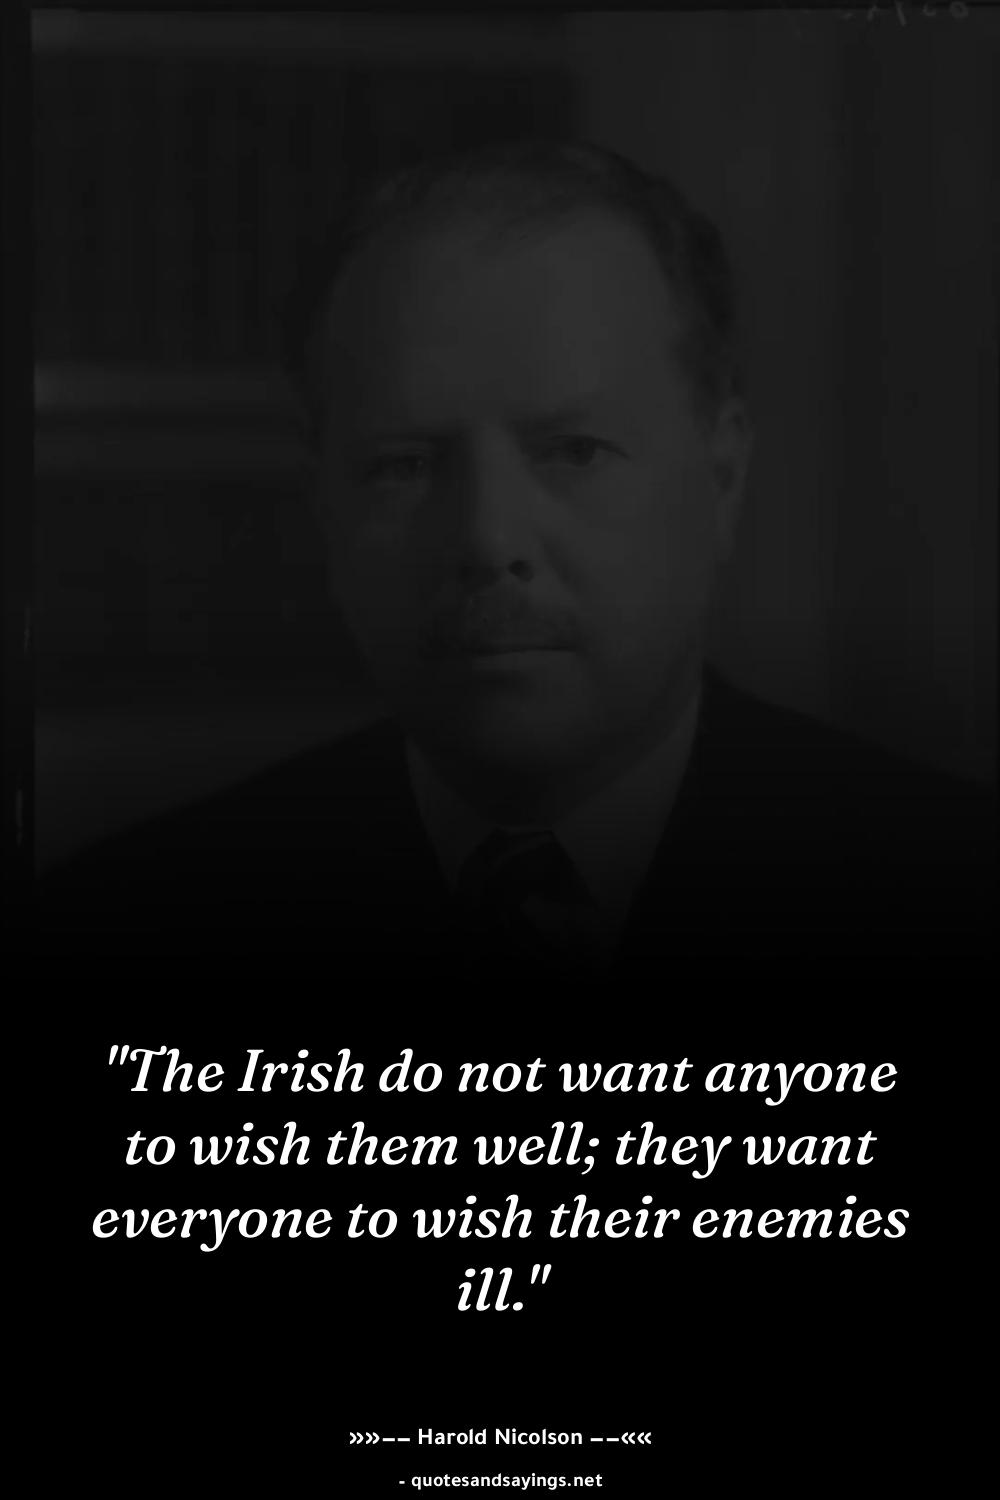 "The Irish do not want anyone
to wish them well; they want
everyone to wish their enemies
ill."
»»−− Harold Nicolson −−««
- quotesandsayings.net